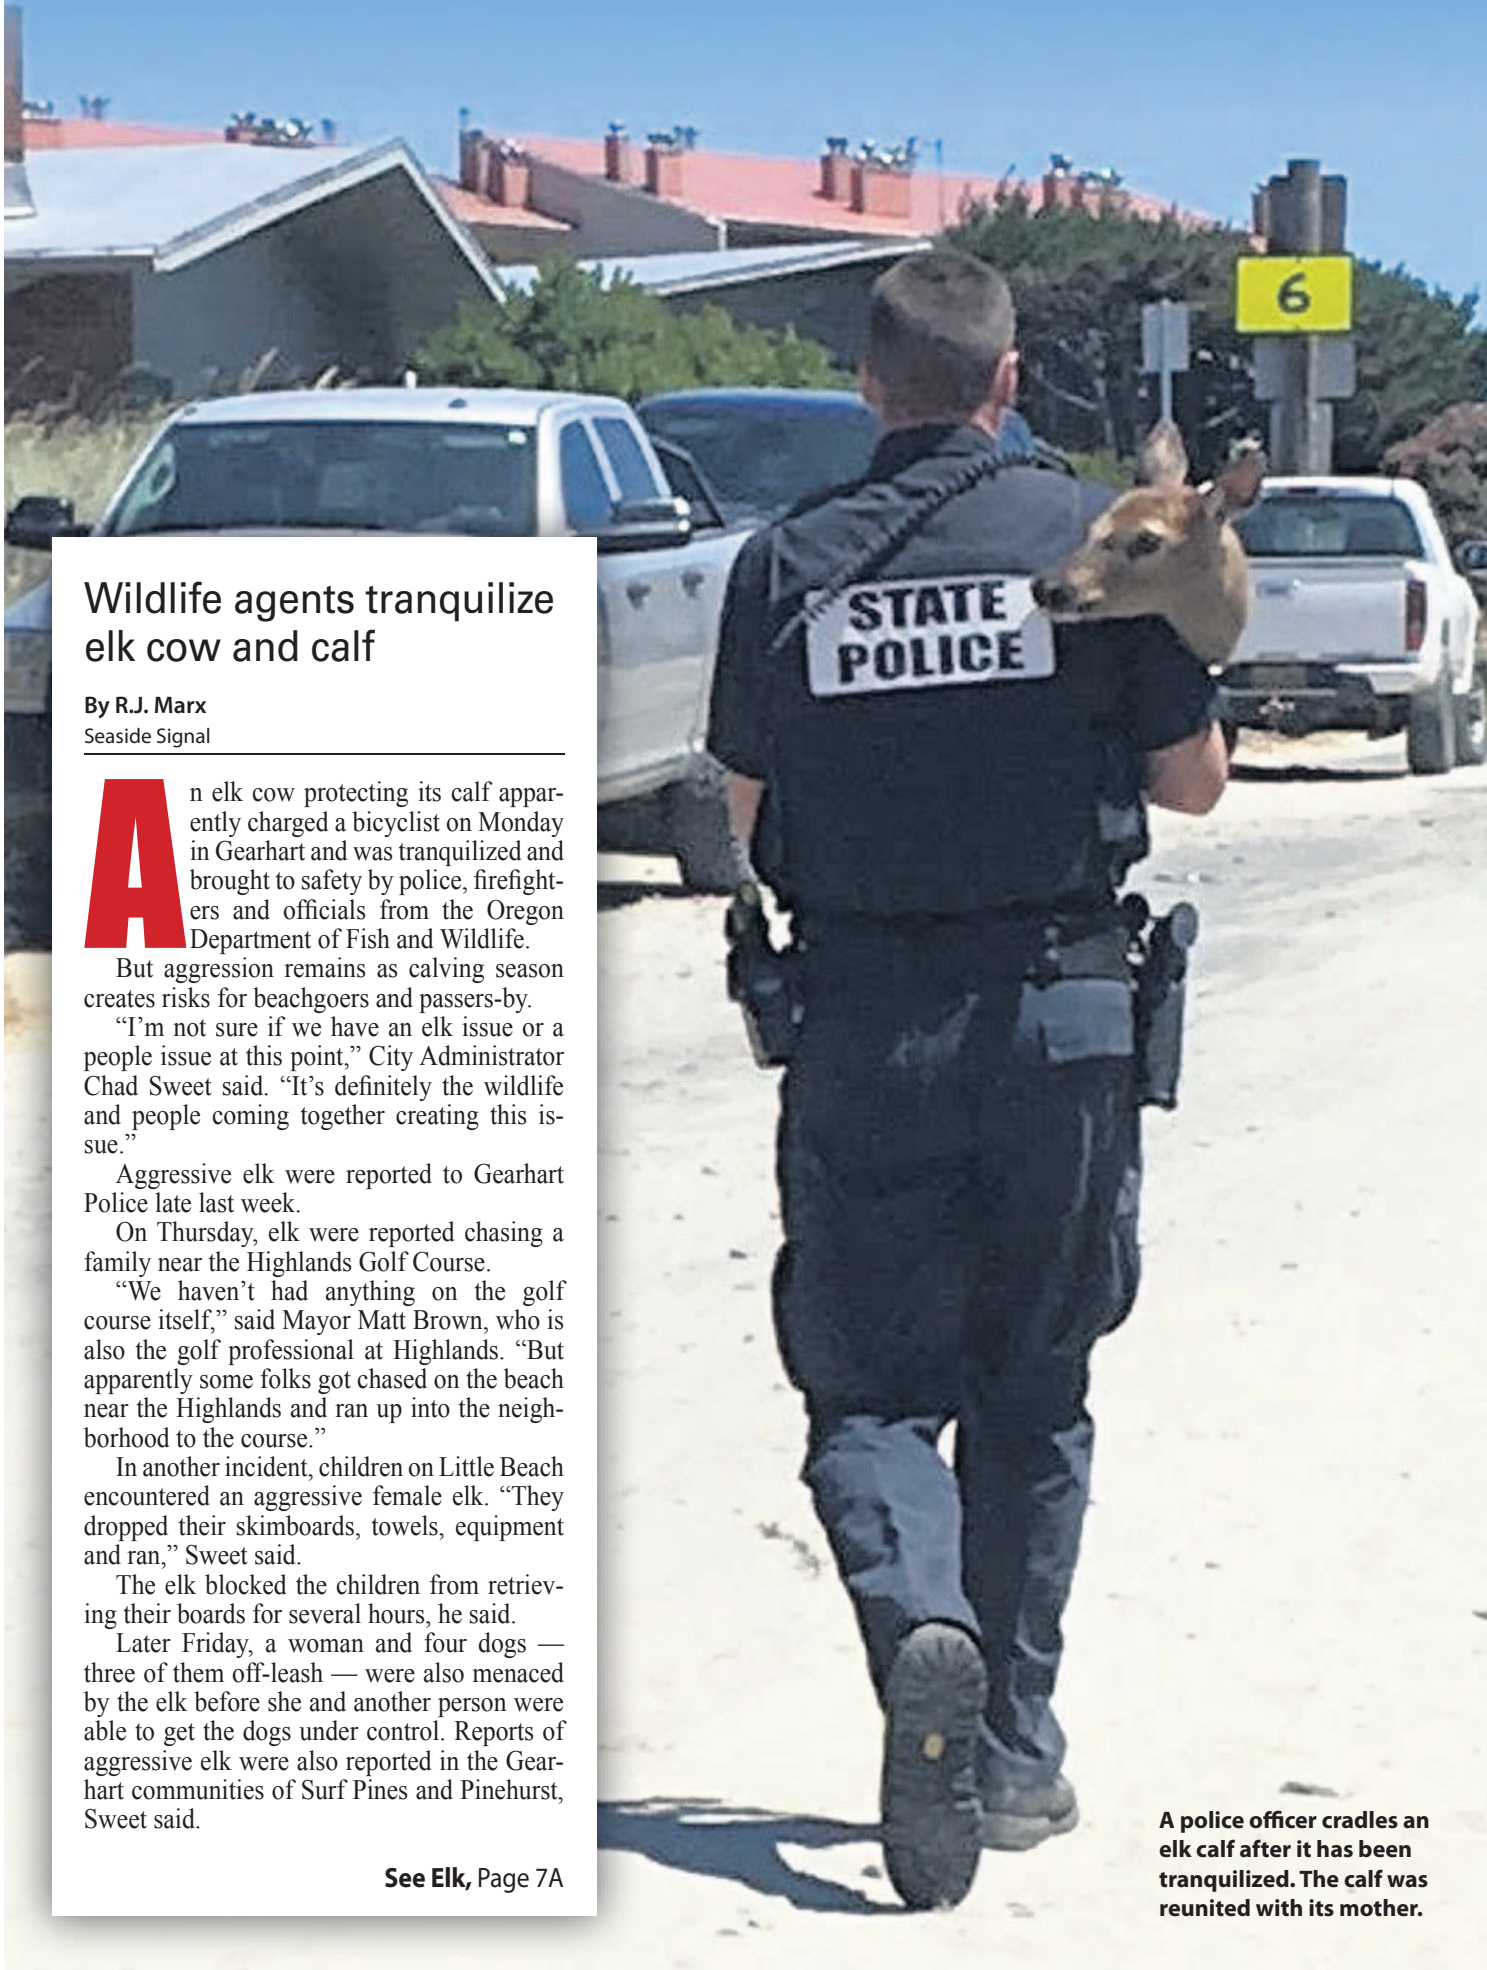 6
STATE
POLICE
Wildlife agents tranquilize
elk cow and calf
By R.J. Marx
Seaside Signal
An elk cow protecting its calf appar-
ently charged a bicyclist on Monday
in Gearhart and was tranquilized and
brought to safety by police, firefight-
ers and officials from the Oregon
Department of Fish and Wildlife.
But aggression remains as calving season
creates risks for beachgoers and passers-by.
“I’m not sure if we have an elk issue or a
people issue at this point,” City Administrator
Chad Sweet said. “It’s definitely the wildlife
and people coming together creating this is-
sue.”
Aggressive elk were reported to Gearhart
Police late last week.
On Thursday, elk were reported chasing a
family near the Highlands Golf Course.
“We haven’t had anything on the golf
course itself,” said Mayor Matt Brown, who is
also the golf professional at Highlands. “But
apparently some folks got chased on the beach
near the Highlands and ran up into the neigh-
borhood to the course.”
In another incident, children on Little Beach
encountered an aggressive female elk. “They
dropped their skimboards, towels, equipment
and ran,” Sweet said.
The elk blocked the children from retriev-
ing their boards for several hours, he said.
Later Friday, a woman and four dogs —
three of them off-leash — were also menaced
by the elk before she and another person were
able to get the dogs under control. Reports of
aggressive elk were also reported in the Gear-
hart communities of Surf Pines and Pinehurst,
Sweet said.
See Elk, Page 7A
A police officer cradles an
elk calf after it has been
tranquilized. The calf was
reunited with its mother.